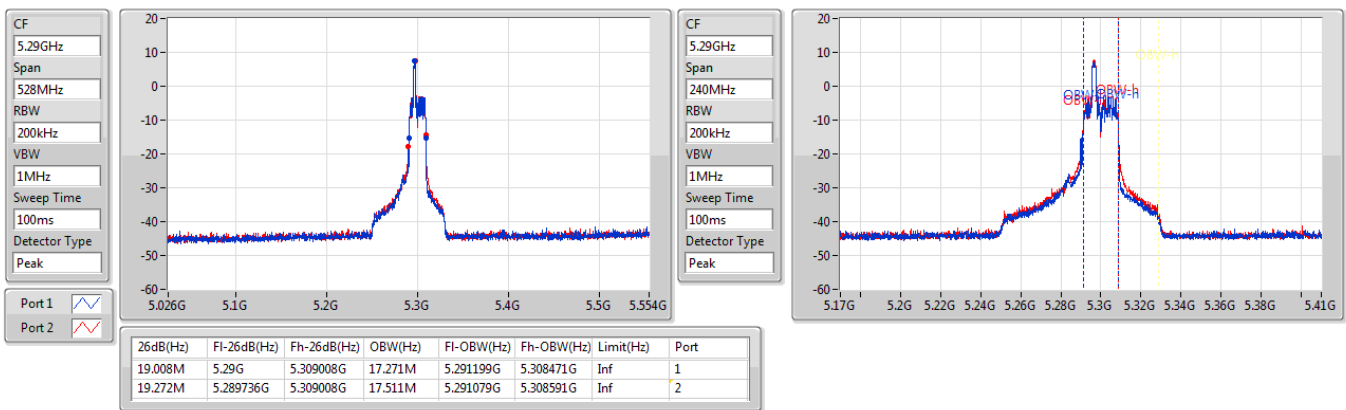 CF
5.29GHz
Span
528MHz
RBW
200kHz
VBW
1MHz
Sweep Time
100ms
Detector Type
Peak
Port 1
Port 2
20
10
0
-10
-20
-30
-40
-50
-60
5.026G 5.1G 5.2G 5.3G 5.4G 5.5G 5.554G
CF
5.29GHz
Span
240MHz
RBW
200kHz
VBW
1MHz
Sweep Time
100ms
Detector Type
Peak
20
10
0
-10
-20
-30
-40
-50
-60
OBW-h
OBW-h
5.17G 5.2G 5.22G 5.24G 5.26G 5.28G 5.3G 5.32G 5.34G 5.36G 5.38G 5.41G
26dB(Hz) Fl-26dB(Hz) Fh-26dB(Hz) OBW(Hz) Fl-OBW(Hz) Fh-OBW(Hz) Limit(Hz) Port
19.008M 5.29G 5.309008G 17.271M 5.291199G 5.308471G Inf 1
19.272M 5.289736G 5.309008G 17.511M 5.291079G 5.308591G Inf 2